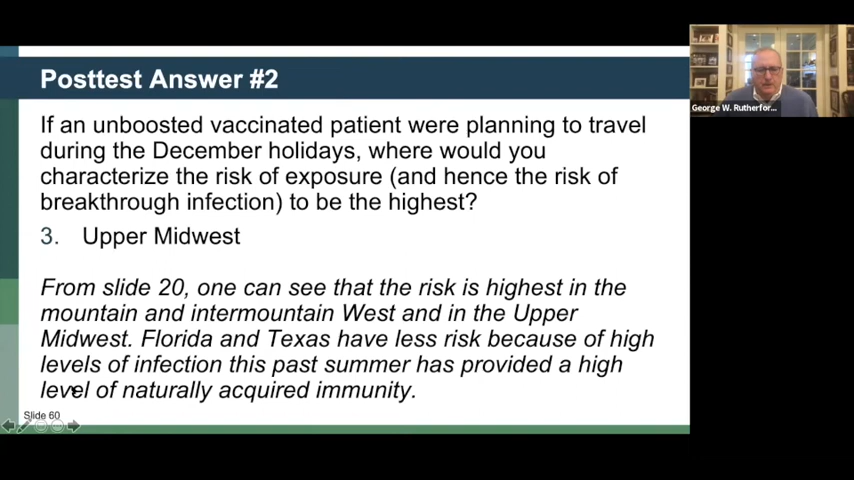 Posttest Answer #2
If an unboosted vaccinated patient were planning to travel
during the December holidays, where would you
characterize the risk of exposure (and hence the risk of
breakthrough infection) to be the highest?
3. Upper Midwest
From slide 20, one can see that the risk is highest in the
mountain and intermountain West and in the Upper
Midwest. Florida and Texas have less risk because of high
levels of infection this past summer has provided a high
level of naturally acquired immunity.
Slide 60
George W. Rutherfor...